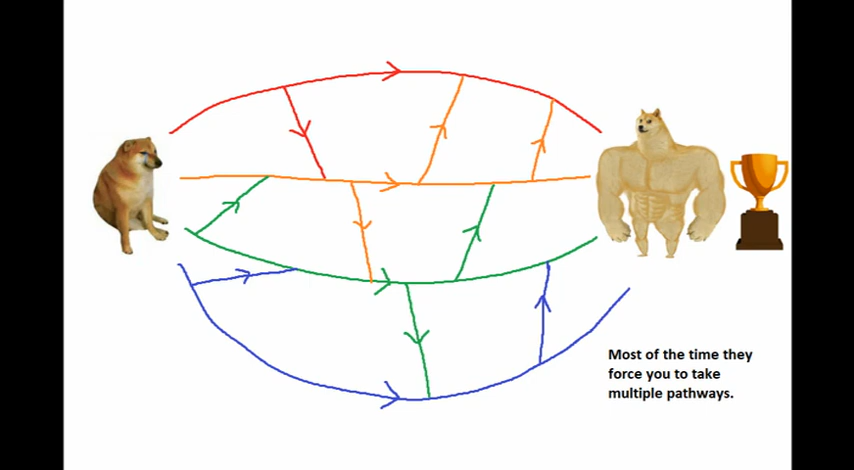 Most of the time they
force you to take
multiple pathways.